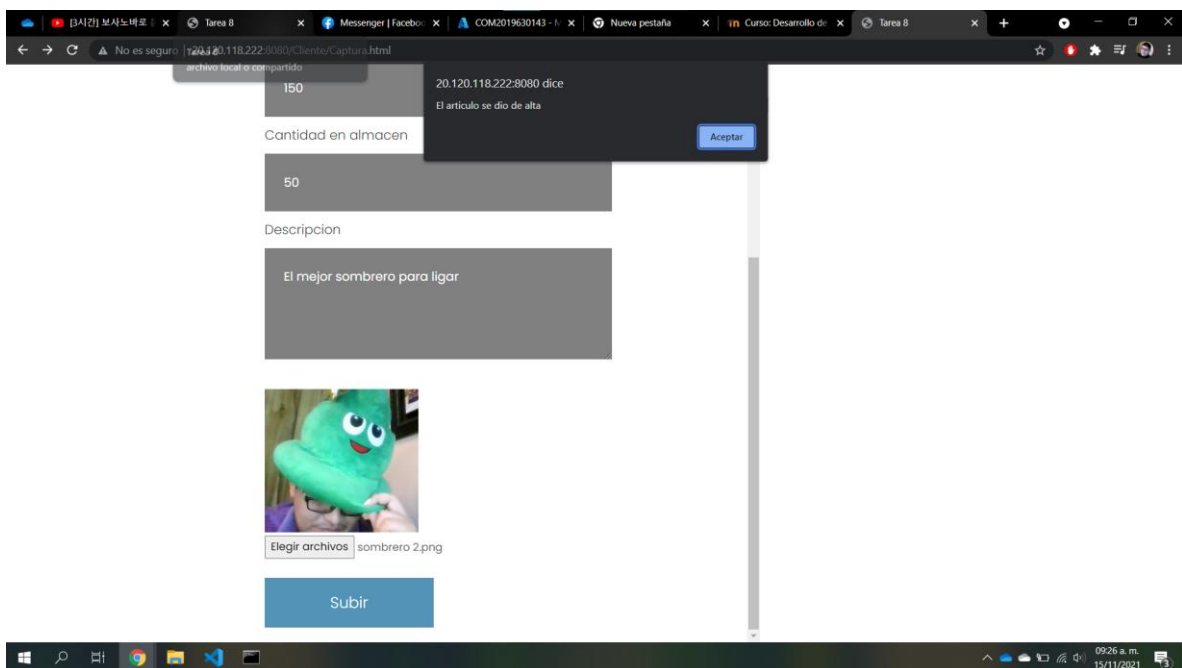 [3시간] 보사노바로
Tarea 8
Messenger | Faceboo
COM2019630143 - 
Nueva pestaña
Curso: Desarrollo de
Tarea 8
No es seguro
20.120.118.222:8080/Cliente/Captura.html
Tarea 8
archivo local o compartido
20.120.118.222:8080 dice
El articulo se dio de alta
Aceptar
150
Cantidad en almacen
50
Descripcion
El mejor sombrero para ligar
Elegir archivos sombrero 2.png
Subir
09:26 a. m.
15/11/2021
3